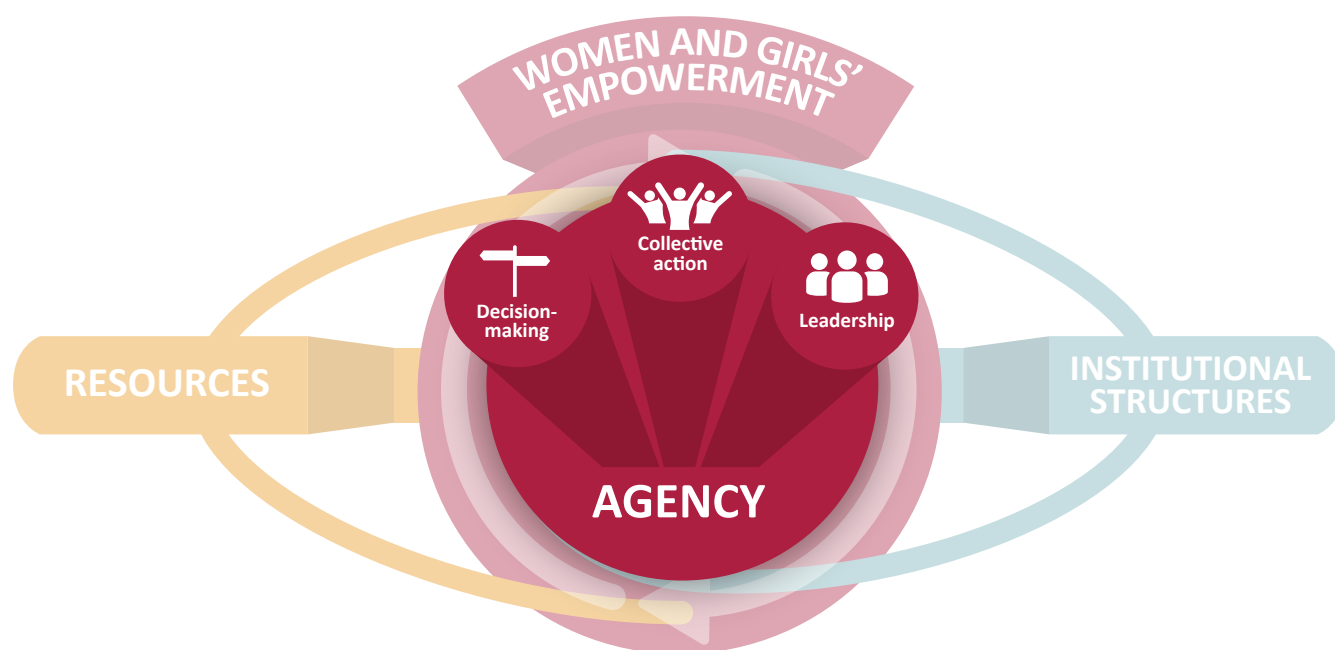 WOMEN AND GIRLS'
EMPOWERMENT
Collective
action
Decision-
making
Leadership
RESOURCES
INSTITUTIONAL
STRUCTURES
AGENCY